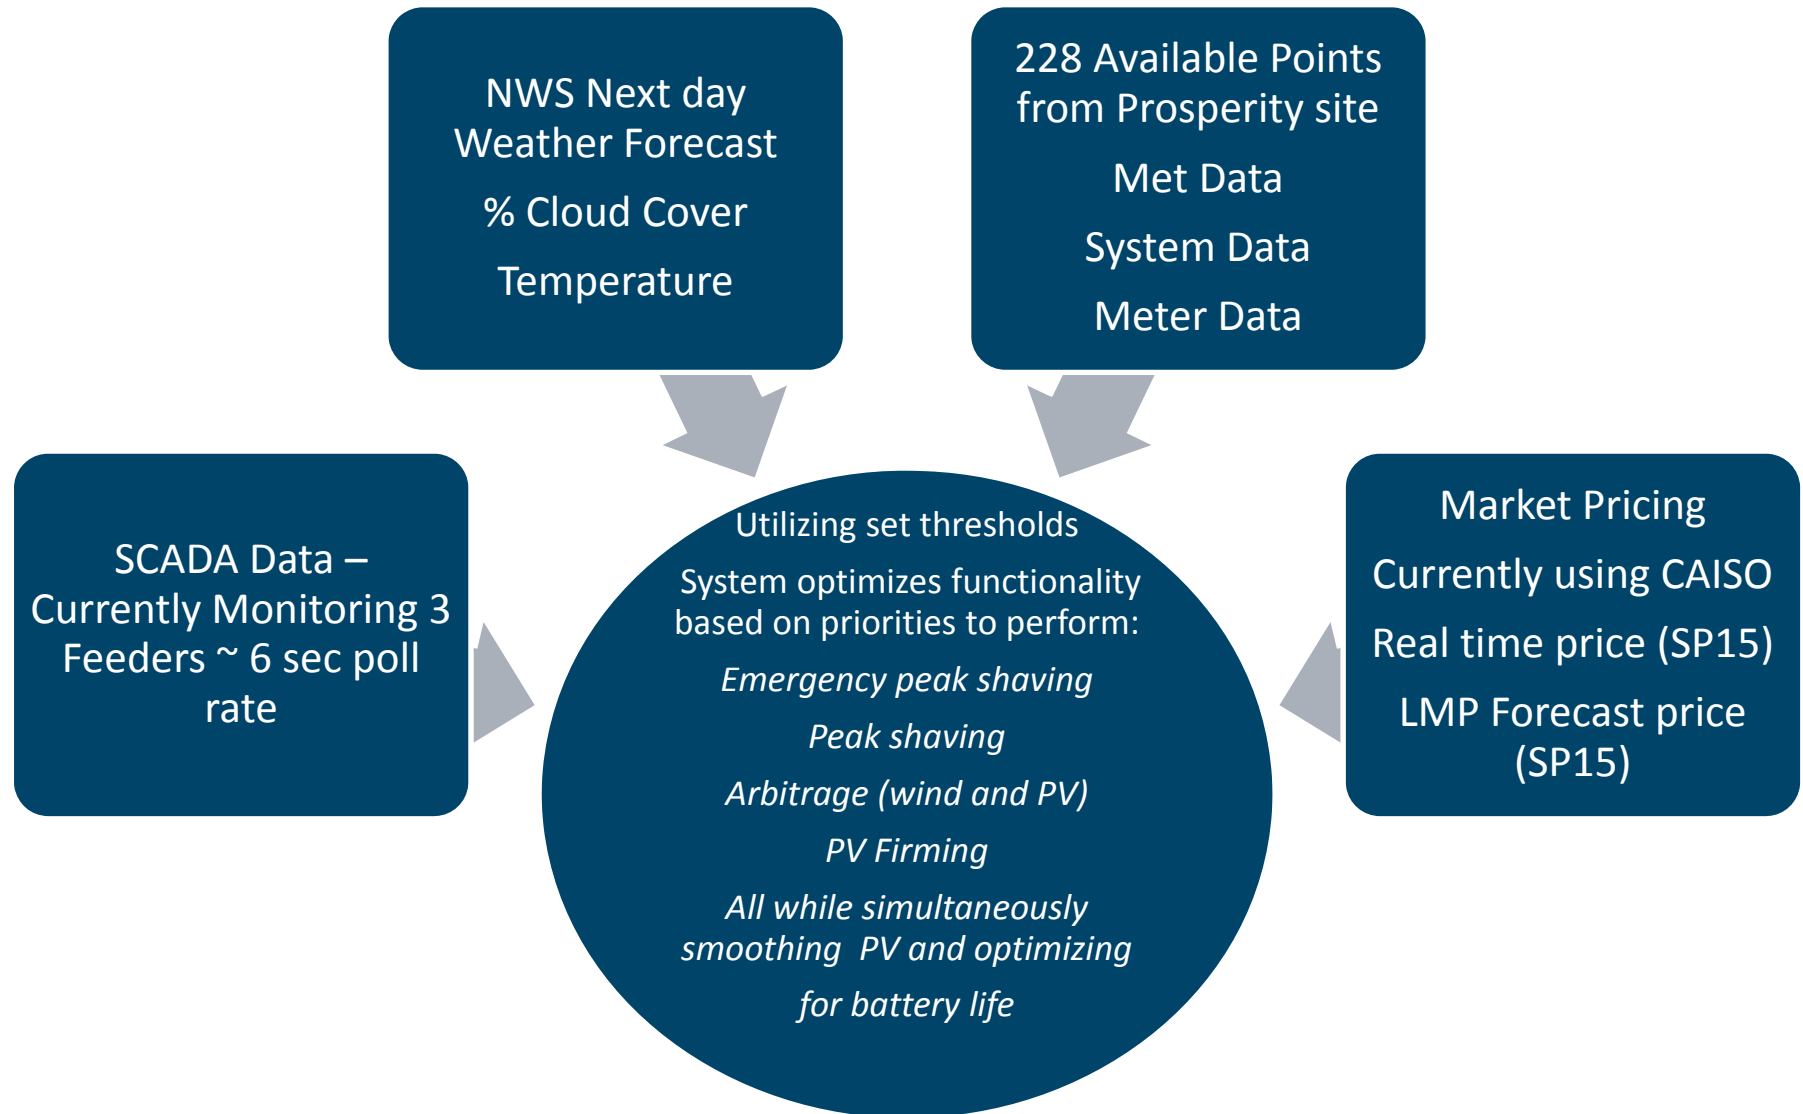 NWS Next day
Weather Forecast
% Cloud Cover
Temperature
228 Available Points
from Prosperity site
Met Data
System Data
Meter Data
SCADA Data –
Currently Monitoring 3
Feeders ~ 6 sec poll
rate
Utilizing set thresholds
System optimizes functionality
based on priorities to perform:
Emergency peak shaving
Peak shaving
Arbitrage (wind and PV)
PV Firming
All while simultaneously
smoothing  PV and optimizing
for battery life
Market Pricing
Currently using CAISO
Real time price (SP15)
LMP Forecast price
(SP15)